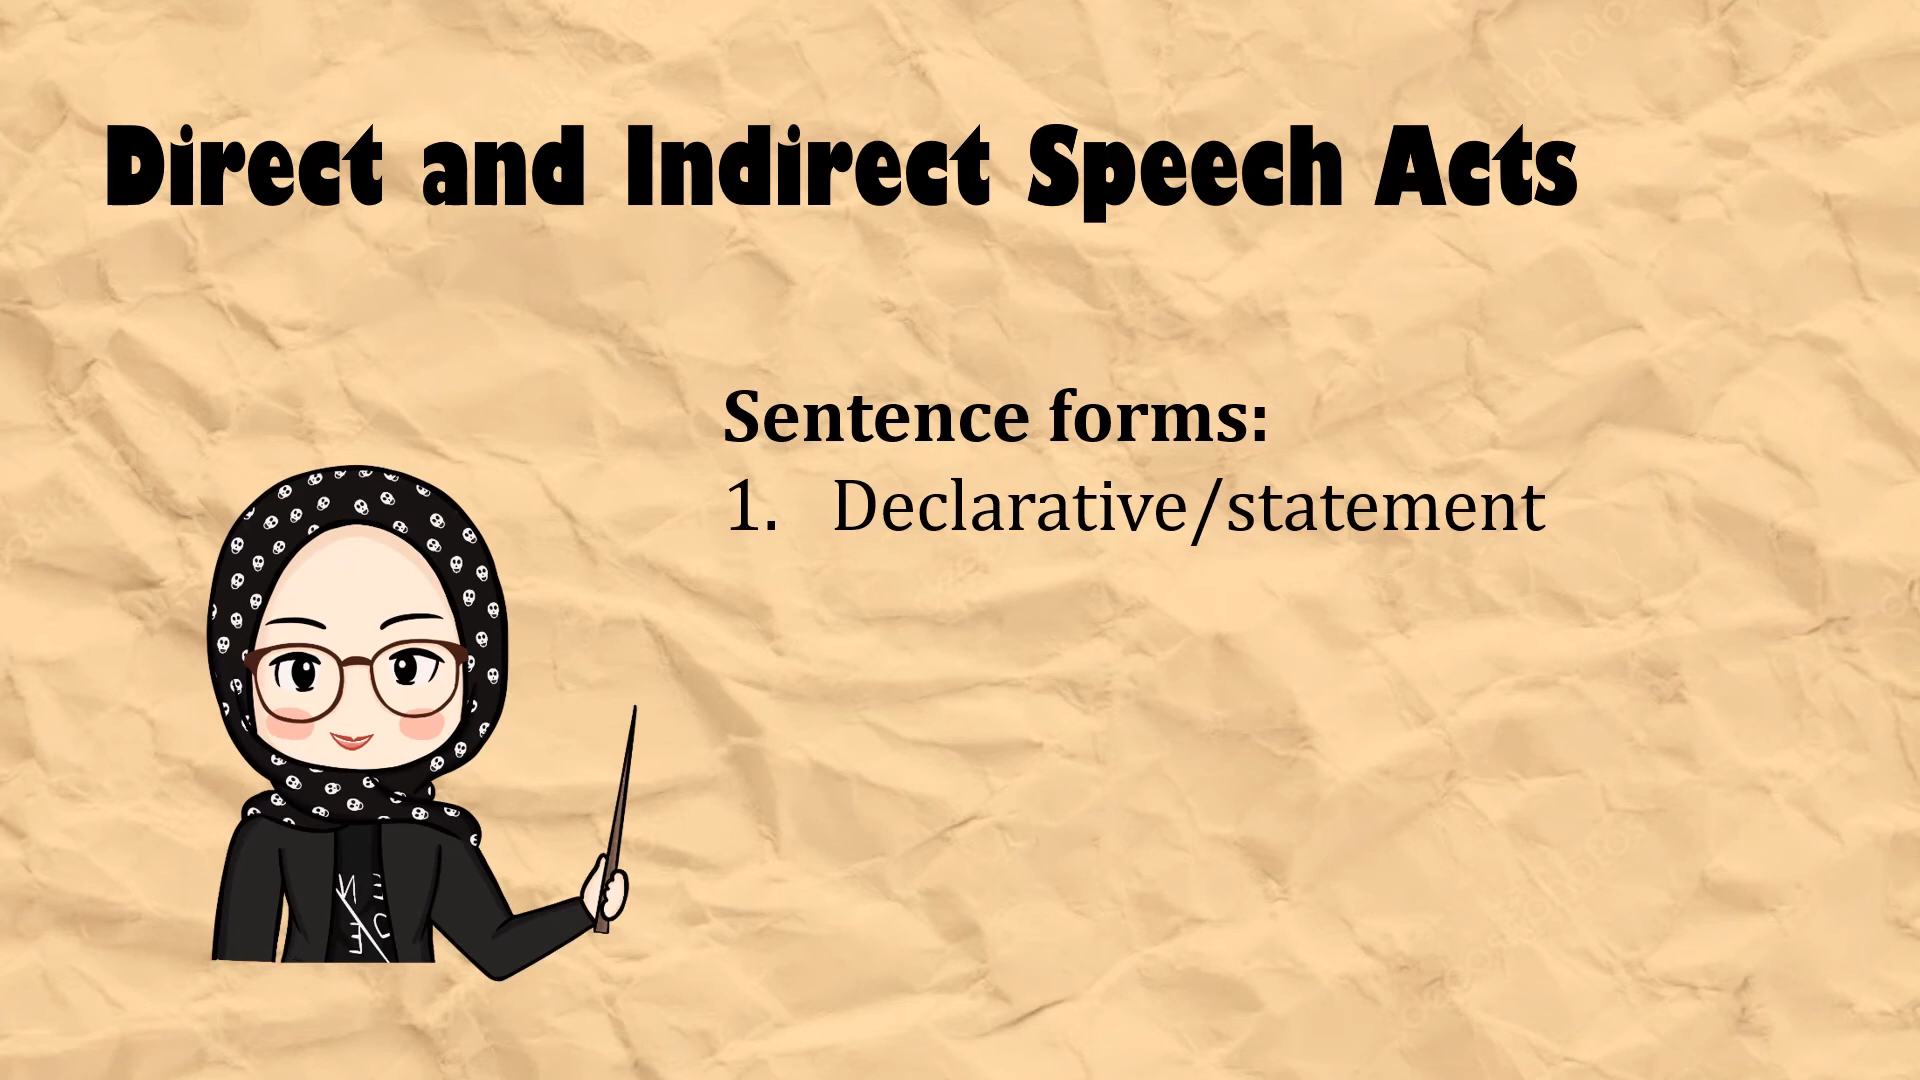 Direct and Indirect Speech Acts
Sentence forms:
1. Declarative/statement